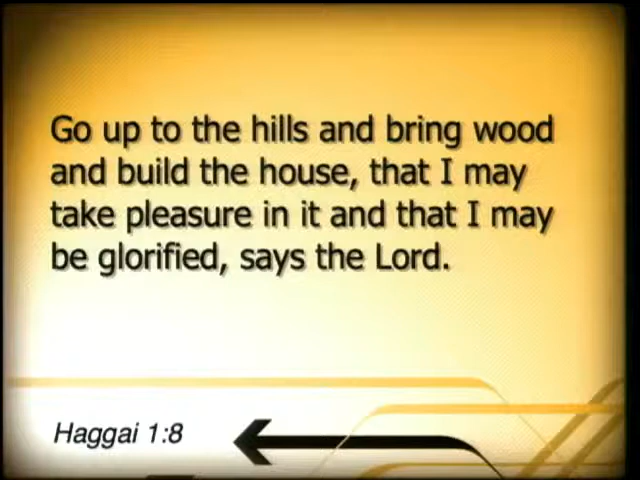 Go up to the hills and bring wood
and build the house, that I may
take pleasure in it and that I may
be glorified, says the Lord.
Haggai 1:8